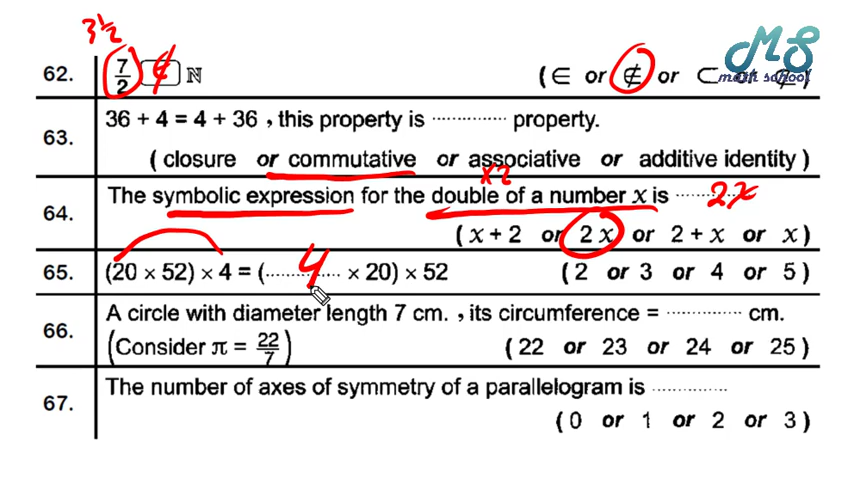 3 1/2
MS
math school
62. 7/2 ∉ ℕ (∈ or ∉ or ⊂ or ⊄)
63. 36 + 4 = 4 + 36 , this property is ············ property.
( closure or commutative or associative or additive identity )
×2
64. The symbolic expression for the double of a number x is ······ 2x
( x + 2 or 2 x or 2 + x or x )
65. (20 × 52) × 4 = (······ 4 ······ × 20) × 52 (2 or 3 or 4 or 5)
66. A circle with diameter length 7 cm. , its circumference = ············ cm.
(Consider π = 22/7) (22 or 23 or 24 or 25)
67. The number of axes of symmetry of a parallelogram is ············
(0 or 1 or 2 or 3)